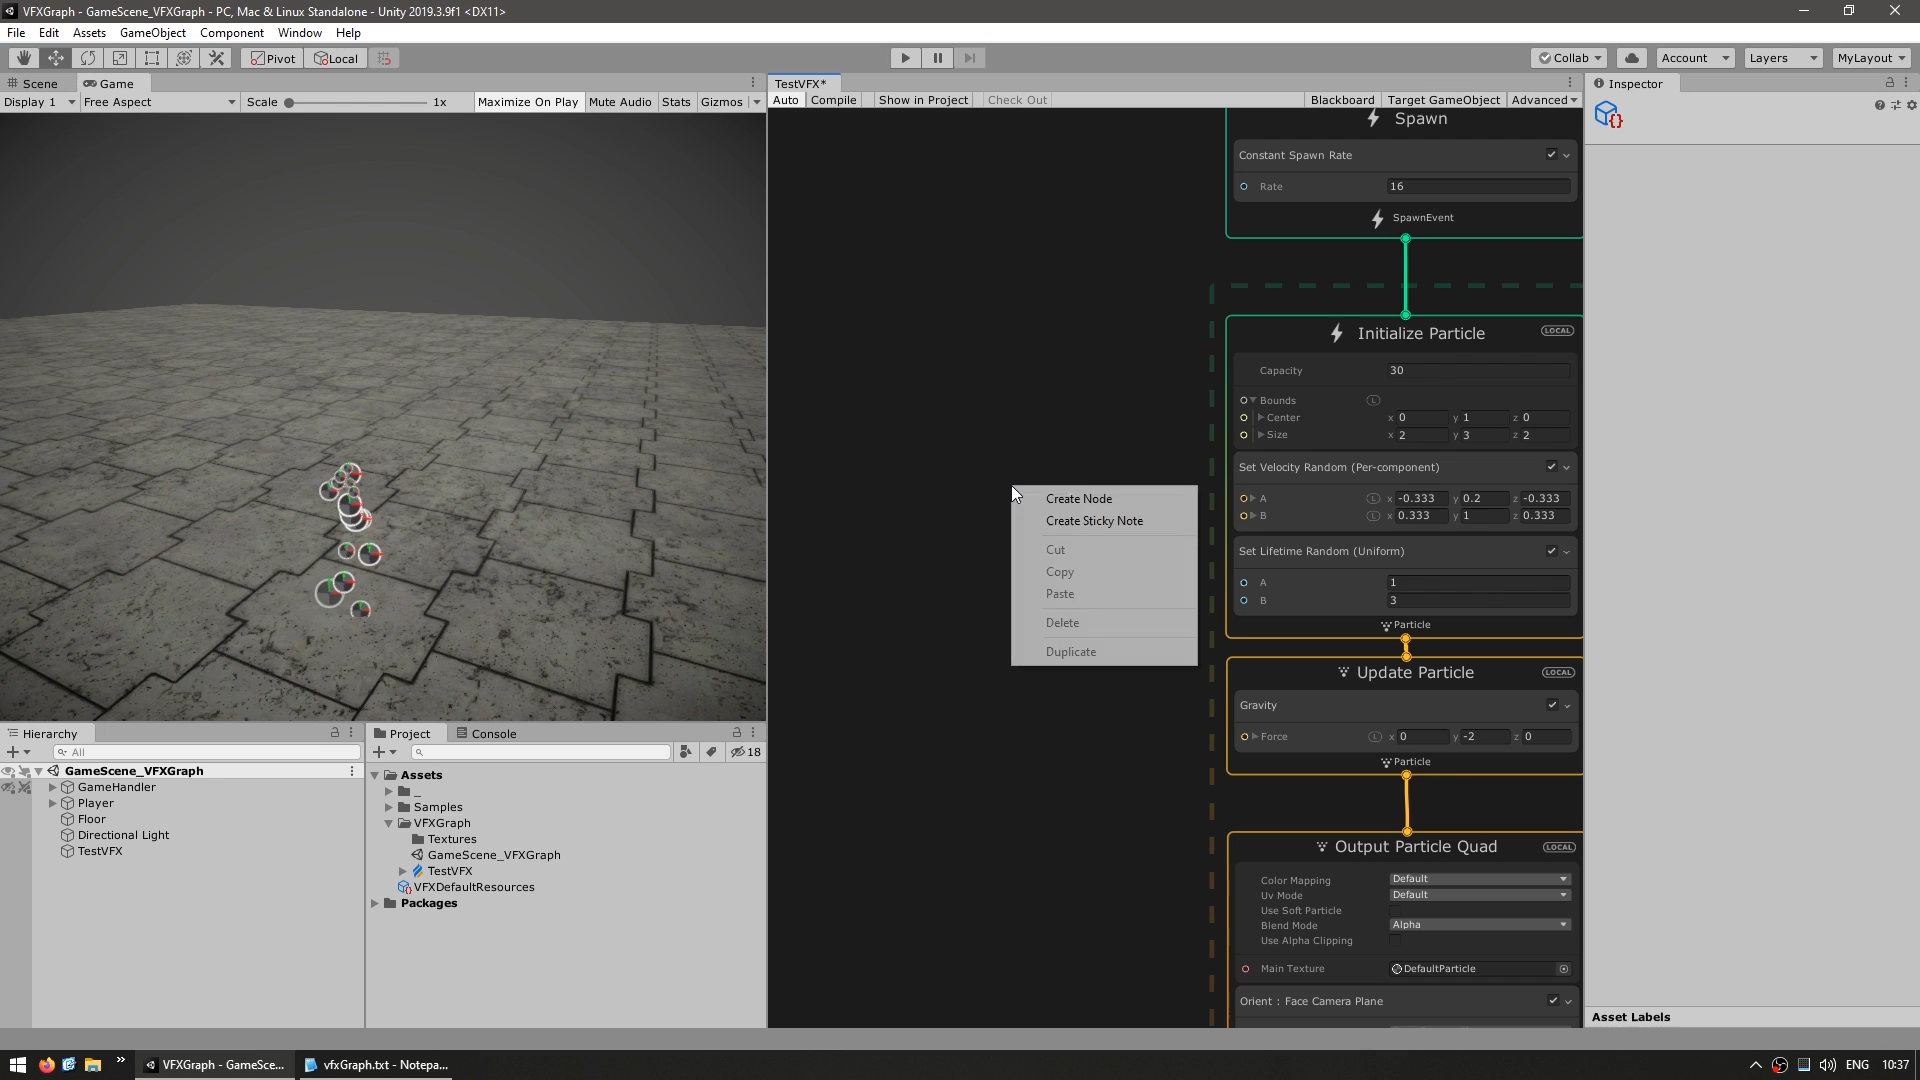 VFXGraph - GameScene_VFXGraph - PC, Mac & Linux Standalone - Unity 2019.3.9f1 <DX11>
File Edit Assets GameObject Component Window Help
Pivot Local Collab Account Layers MyLayout
Scene Game
Display 1 Free Aspect Scale 1x Maximize On Play Mute Audio Stats Gizmos
TestVFX*
Auto Compile Show in Project Check Out Blackboard Target GameObject Advanced
Inspector
Spawn
Constant Spawn Rate
Rate 16
SpawnEvent
Initialize Particle LOCAL
Capacity 30
Bounds L
Center x 0 y 1 z 0
Size x 2 y 3 z 2
Set Velocity Random (Per-component)
A L x -0.333 y 0.2 z -0.333
B L x 0.333 y 1 z 0.333
Set Lifetime Random (Uniform)
A 1
B 3
Particle
Update Particle LOCAL
Gravity
Force L x 0 y -2 z 0
Particle
Output Particle Quad LOCAL
Color Mapping Default
Uv Mode Default
Use Soft Particle
Blend Mode Alpha
Use Alpha Clipping
Main Texture DefaultParticle
Orient : Face Camera Plane
Create Node
Create Sticky Note
Cut
Copy
Paste
Delete
Duplicate
Hierarchy
All
GameScene_VFXGraph
GameHandler
Player
Floor
Directional Light
TestVFX
Project Console
18
Assets
_
Samples
VFXGraph
Textures
GameScene_VFXGraph
TestVFX
VFXDefaultResources
Packages
Asset Labels
VFXGraph - GameSce... vfxGraph.txt - Notepa... ENG 10:37